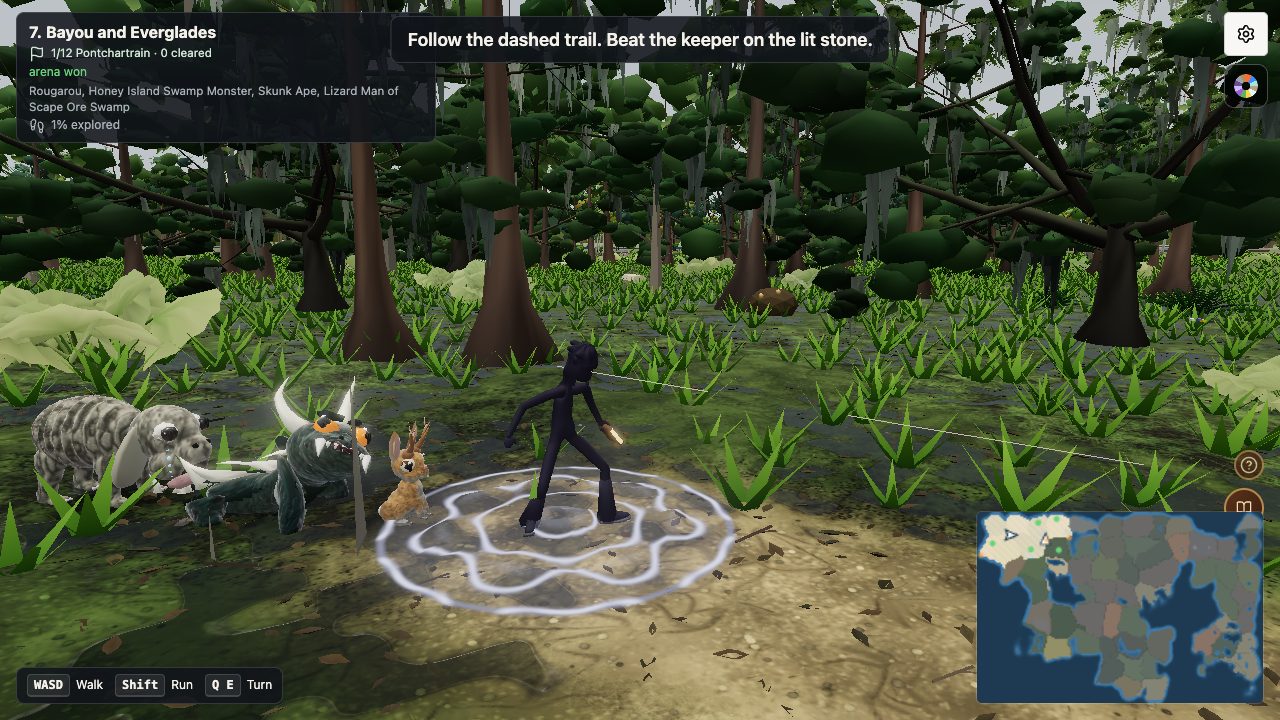 7. Bayou and Everglades
1/12 Pontchartrain · 0 cleared
arena won
Rougarou, Honey Island Swamp Monster, Skunk Ape, Lizard Man of
Scape Ore Swamp
1% explored
Follow the dashed trail. Beat the keeper on the lit stone.
?
WASD Walk Shift Run Q E Turn